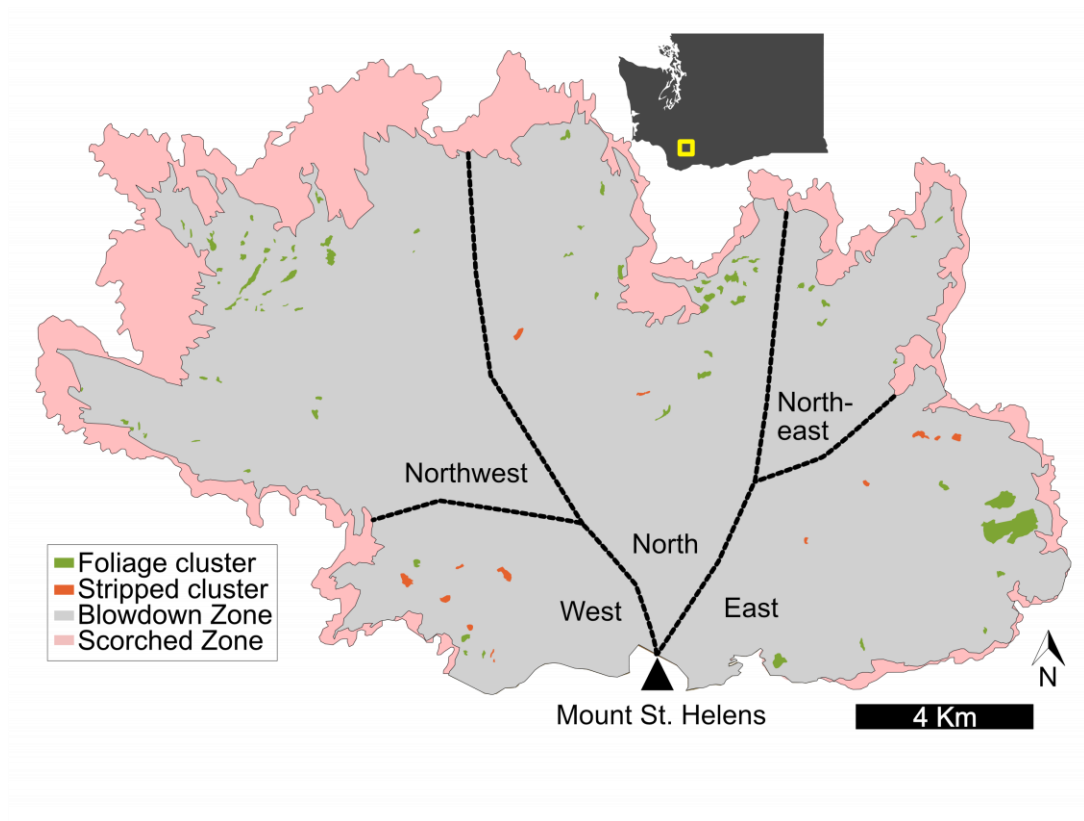 North-
east
Northwest
North
West
East
Foliage cluster
Stripped cluster
Blowdown Zone
Scorched Zone
N
Mount St. Helens
4 Km